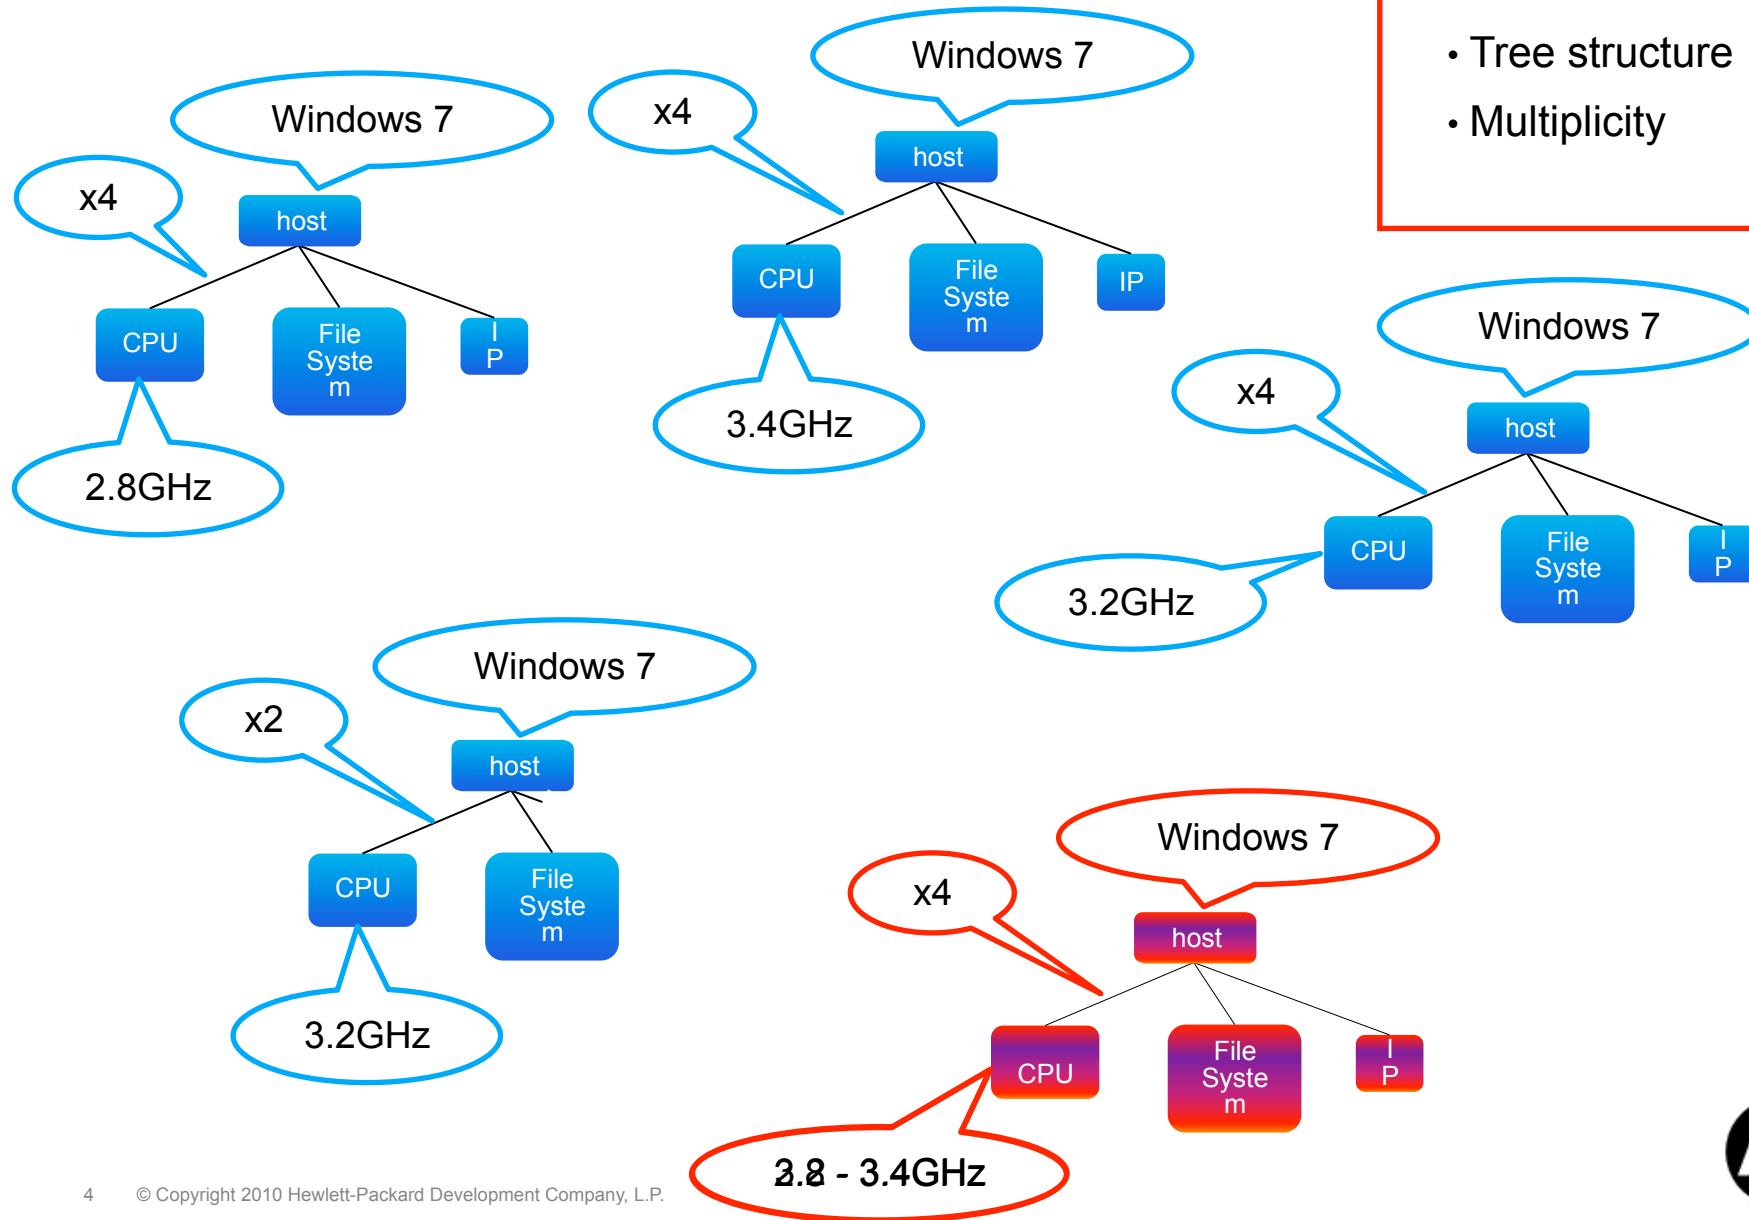 • Tree structure
• Multiplicity
Windows 7
x4
host
CPU
File
Syste
m
I
P
2.8GHz
Windows 7
x4
host
CPU
File
Syste
m
IP
3.4GHz
Windows 7
x4
host
CPU
File
Syste
m
I
P
3.2GHz
Windows 7
x2
host
CPU
File
Syste
m
3.2GHz
Windows 7
x4
host
CPU
File
Syste
m
I
P
- 3.4GHz
4 © Copyright 2010 Hewlett-Packard Development Company, L.P.